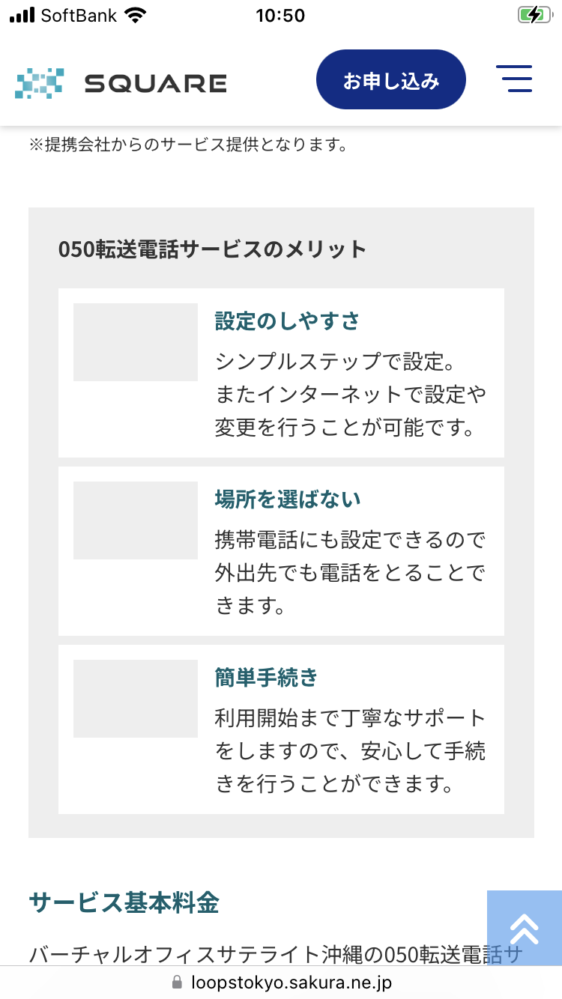 SoftBank 10:50
SQUARE お申し込み
※提携会社からのサービス提供となります。
050転送電話サービスのメリット
設定のしやすさ
シンプルステップで設定。
またインターネットで設定や
変更を行うことが可能です。
場所を選ばない
携帯電話にも設定できるので
外出先でも電話をとることで
きます。
簡単手続き
利用開始まで丁寧なサポート
をしますので、安心して手続
きを行うことができます。
サービス基本料金
バーチャルオフィスサテライト沖縄の050転送電話サ
loopstokyo.sakura.ne.jp